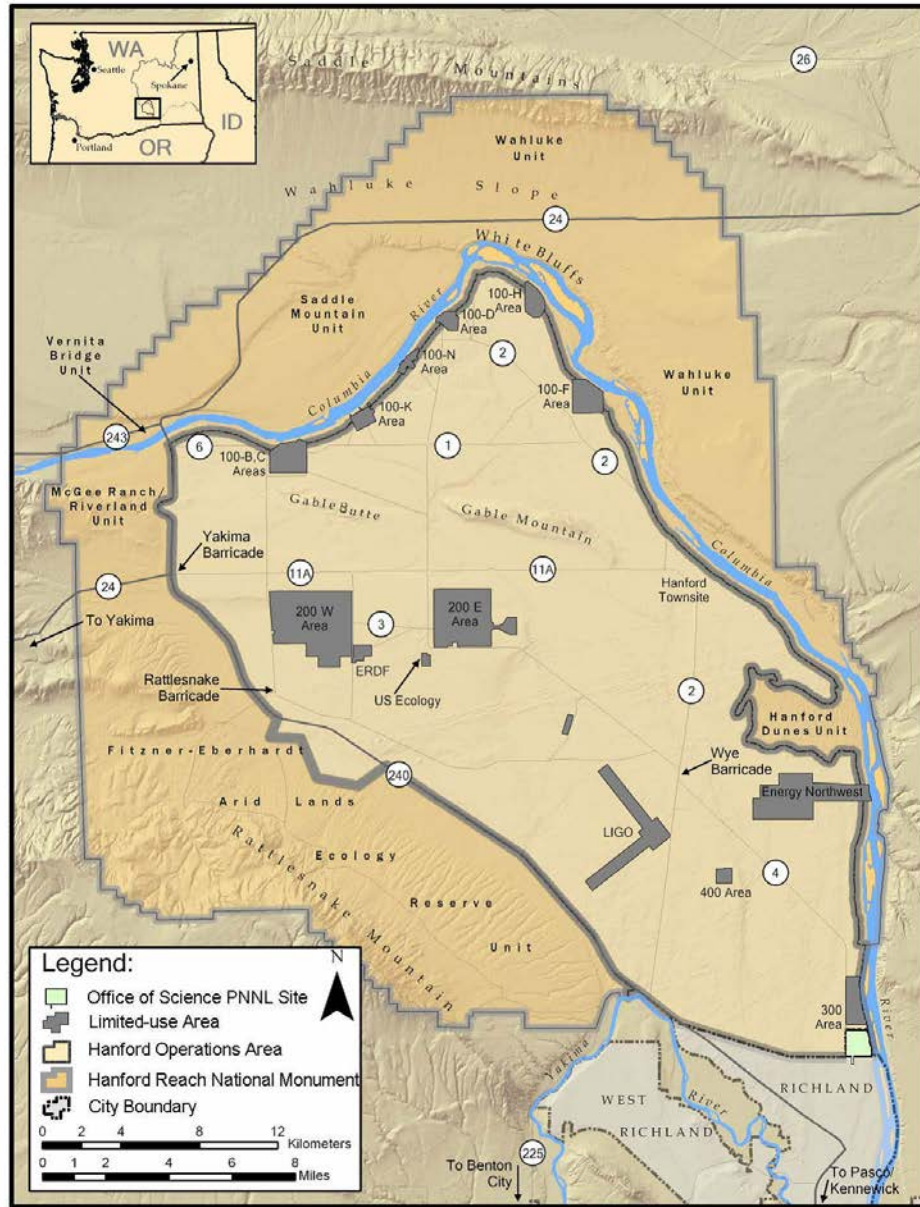 WA
Seattle
Spokane
ID
Portland
OR
Saddle Mountains
26
Wahluke
Unit
Wahluke Slope
24
White Bluffs
Saddle
Mountain
Unit
Columbia River
100-H
Area
100-D
Area
2
Vernita
Bridge
Unit
100-N
Area
100-F
Area
Wahluke
Unit
100-K
Area
243
6
1
2
100-B,C
Areas
McGee Ranch/
Riverland
Unit
Gable Butte
Gable Mountain
Columbia
Yakima
Barricade
24
11A
11A
Hanford
Townsite
To Yakima
200 W
Area
3
200 E
Area
ERDF
US Ecology
Rattlesnake
Barricade
2
Hanford
Dunes Unit
Fitzner-Eberhardt
Arid Lands
Ecology
Reserve
Unit
240
Wye
Barricade
Energy Northwest
LIGO
400 Area
4
Rattlesnake Mountain
Legend:
N
Office of Science PNNL Site
Limited-use Area
Hanford Operations Area
Hanford Reach National Monument
City Boundary
0 2 4 8 12
Kilometers
0 1 2 4 6 8
Miles
300
Area
River
Yakima River
WEST
RICHLAND
RICHLAND
225
To Benton
City
To Pasco/
Kennewick